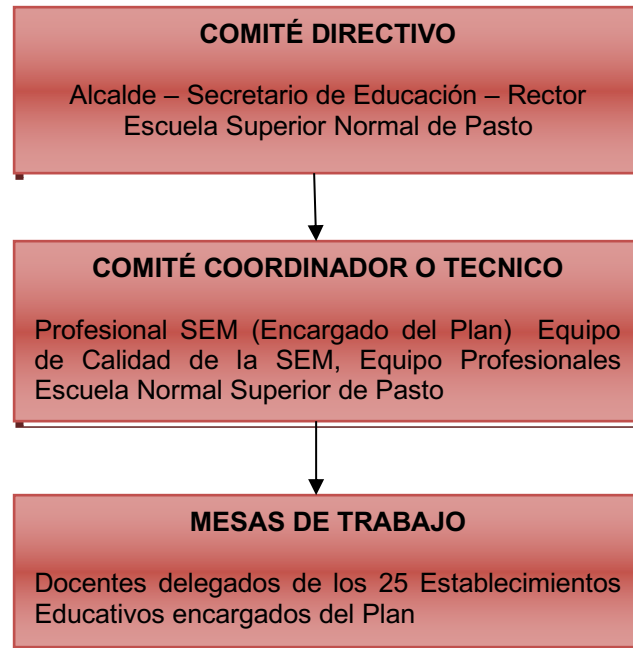 COMITÉ DIRECTIVO
Alcalde – Secretario de Educación – Rector
Escuela Superior Normal de Pasto
COMITÉ COORDINADOR O TECNICO
Profesional SEM (Encargado del Plan) Equipo
de Calidad de la SEM, Equipo Profesionales
Escuela Normal Superior de Pasto
MESAS DE TRABAJO
Docentes delegados de los 25 Establecimientos
Educativos encargados del Plan